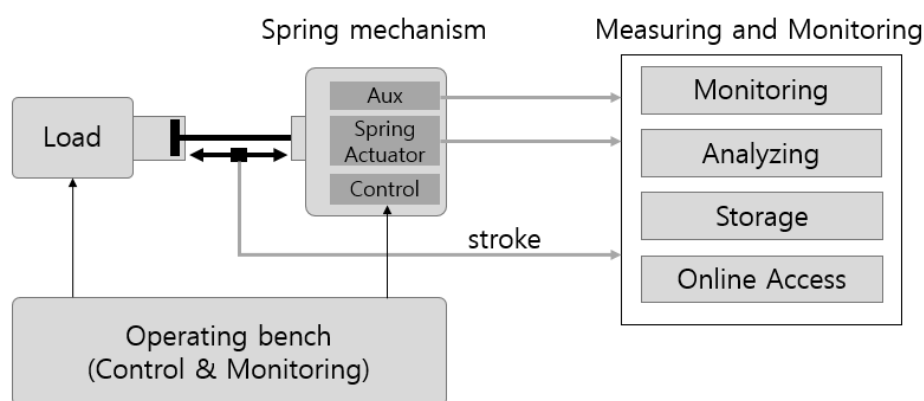 Spring mechanism
Measuring and Monitoring
Load
Aux
Spring
Actuator
Control
stroke
Monitoring
Analyzing
Storage
Online Access
Operating bench
(Control & Monitoring)